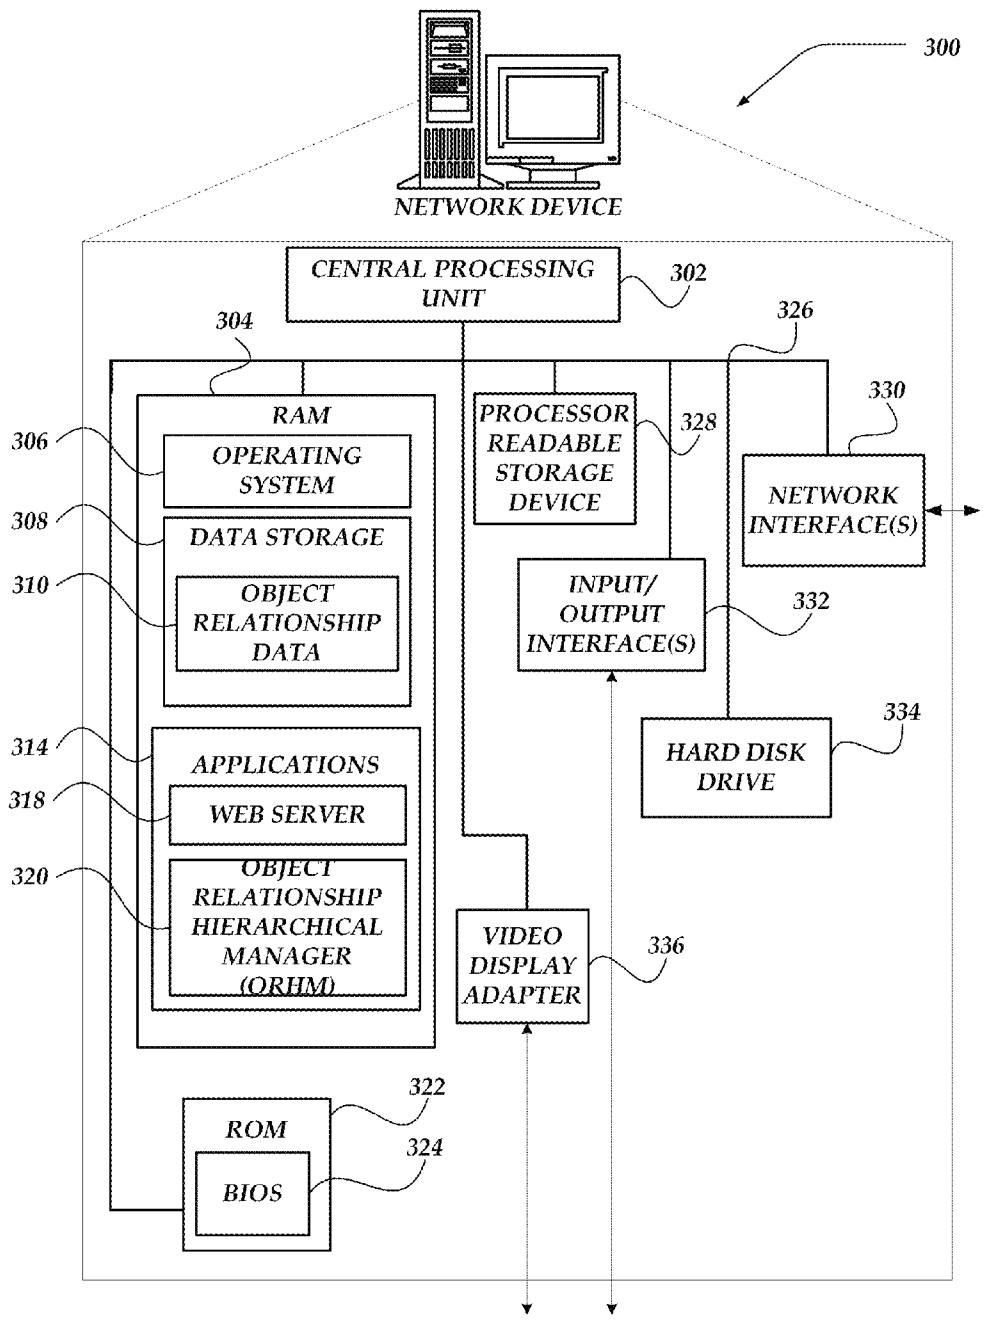 300
NETWORK DEVICE
CENTRAL PROCESSING
UNIT
302
304
326
RAM
306
OPERATING
SYSTEM
308
DATA STORAGE
310
OBJECT
RELATIONSHIP
DATA
314
APPLICATIONS
318
WEB SERVER
320
OBJECT
RELATIONSHIP
HIERARCHICAL
MANAGER
(ORHM)
PROCESSOR
READABLE
STORAGE
DEVICE
328
330
NETWORK
INTERFACE(S)
INPUT/
OUTPUT
INTERFACE(S)
332
334
HARD DISK
DRIVE
VIDEO
DISPLAY
ADAPTER
336
322
ROM
324
BIOS